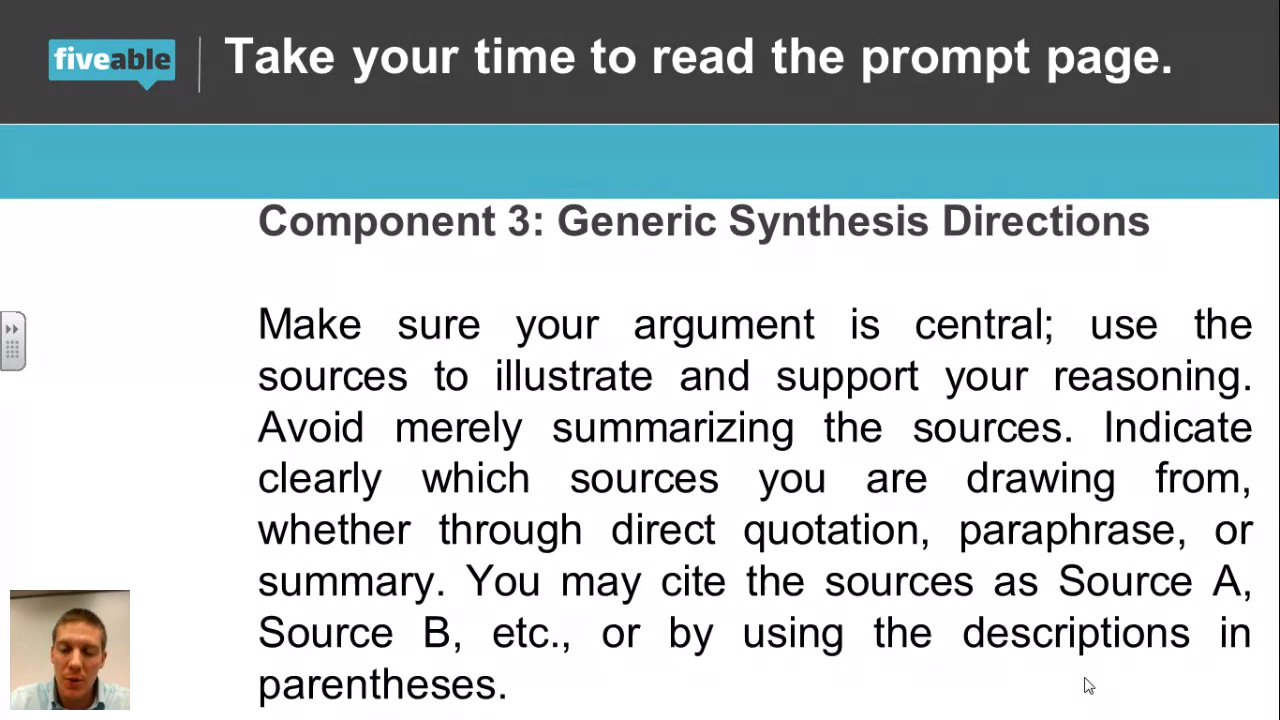 fiveable
Take your time to read the prompt page.
Component 3: Generic Synthesis Directions
Make sure your argument is central; use the
sources to illustrate and support your reasoning.
Avoid merely summarizing the sources. Indicate
clearly which sources you are drawing from,
whether through direct quotation, paraphrase, or
summary. You may cite the sources as Source A,
Source B, etc., or by using the descriptions in
parentheses.